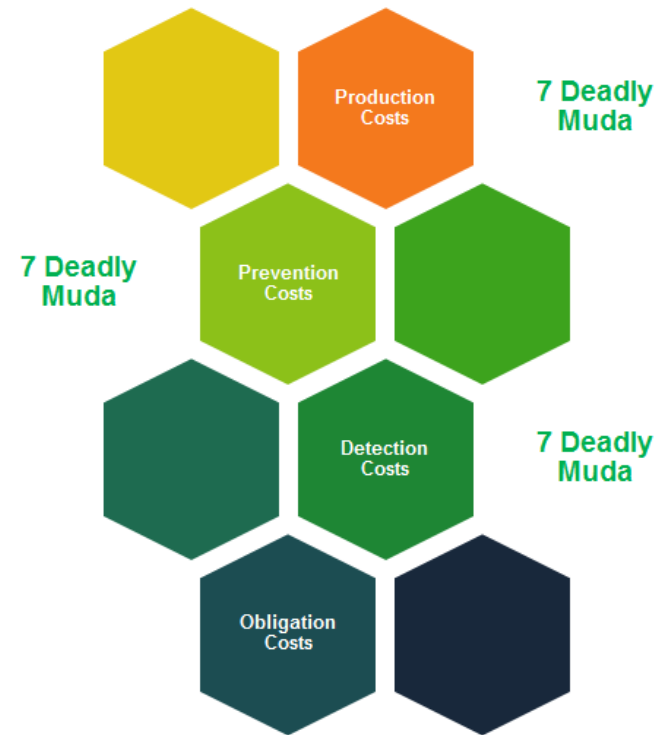 Production
Costs
7 Deadly
Muda
7 Deadly
Muda
Prevention
Costs
Detection
Costs
7 Deadly
Muda
Obligation
Costs